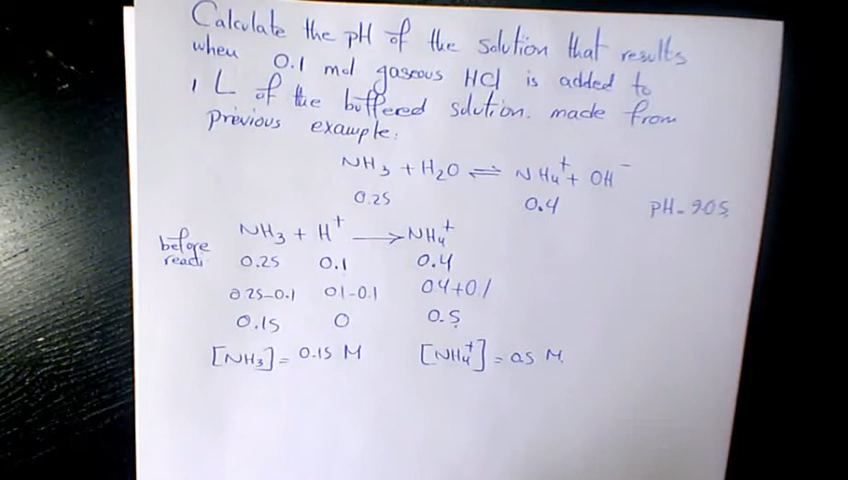 Calculate the pH of the solution that results
when 0.1 mol gaseous HCl is added to
1 L of the buffered solution. made from
previous example:
NH₃ + H₂O ⇌ NH₄⁺ + OH⁻
0.25 0.4 pH = 9.05
NH₃ + H⁺ → NH₄⁺
before
reacti 0.25 0.1 0.4
0.25-0.1 0.1-0.1 0.4+0.1
0.15 0 0.5
[NH₃] = 0.15 M [NH₄⁺] = 0.5 M.